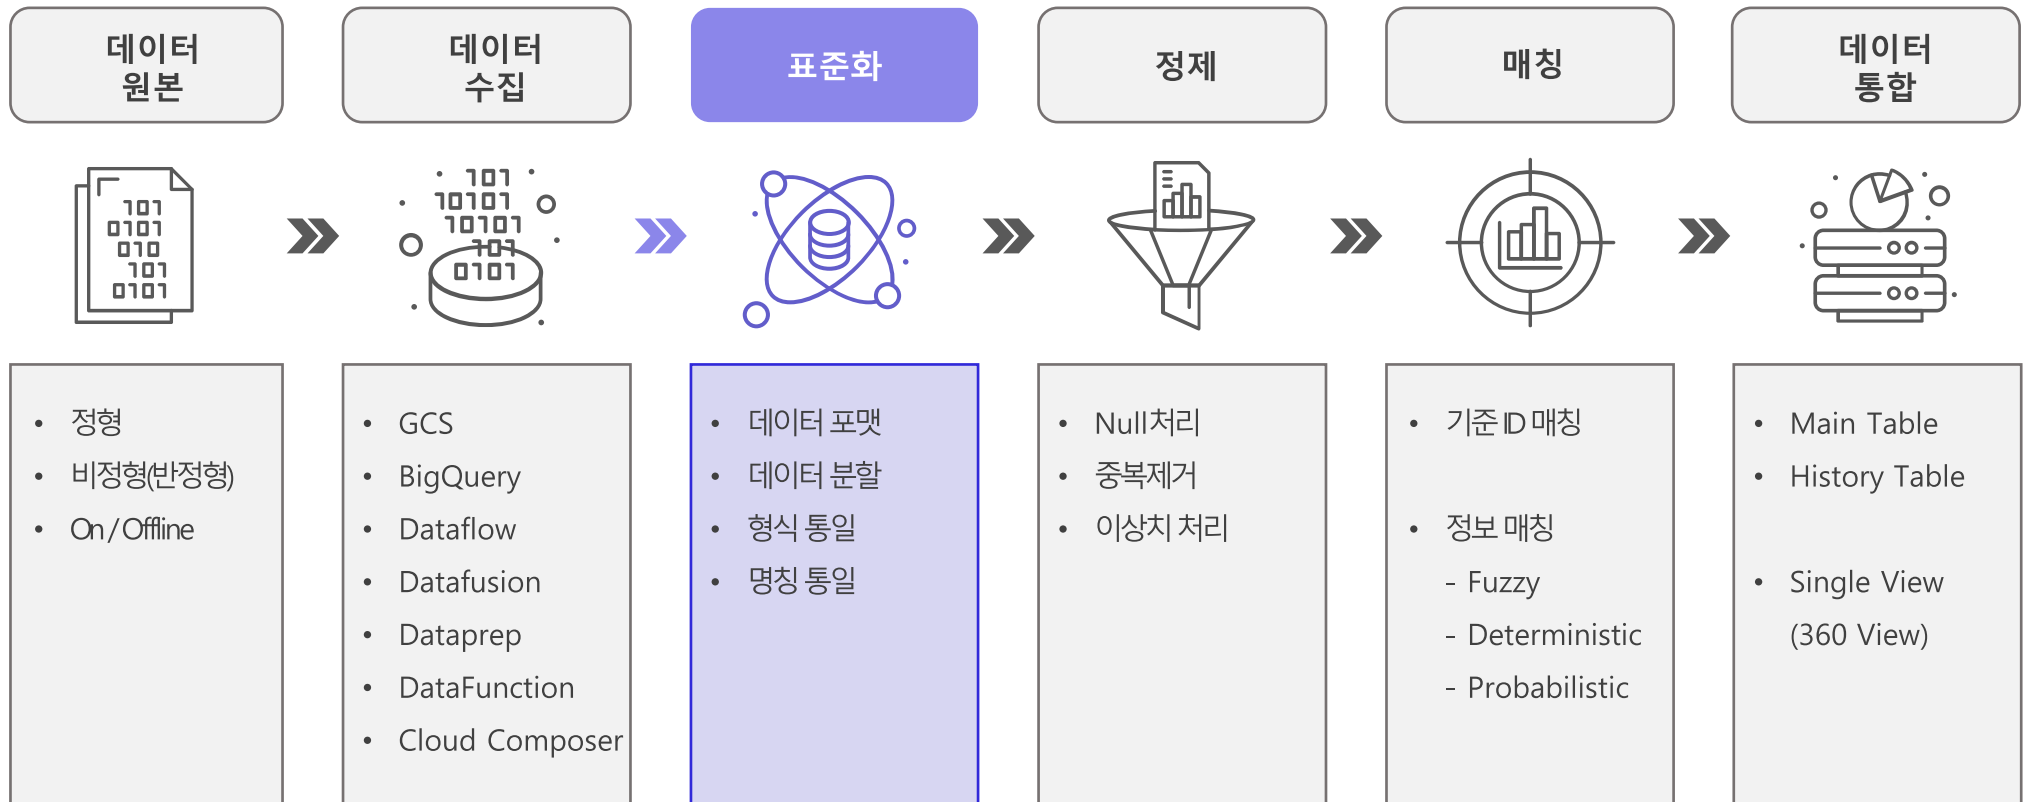 데이터
원본
데이터
수집
표준화
정제
매칭
데이터
통합
101
0101
010
101
0101
101
10101
10101
101
0101
• 정형
• 비정형(반정형)
• On / Offline
• GCS
• BigQuery
• Dataflow
• Datafusion
• Dataprep
• DataFunction
• Cloud Composer
• 데이터 포맷
• 데이터 분할
• 형식 통일
• 명칭 통일
• Null처리
• 중복제거
• 이상치 처리
• 기준 ID 매칭
• 정보 매칭
- Fuzzy
- Deterministic
- Probabilistic
• Main Table
• History Table
• Single View
(360 View)